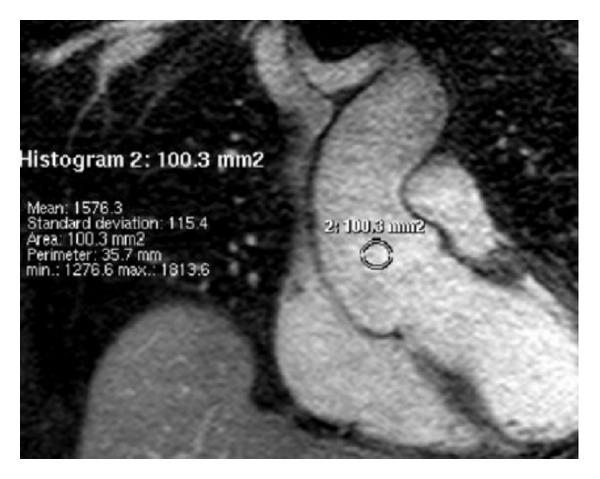 Histogram 2: 100.3 mm2
Mean: 1576.3
Standard deviation: 115.4
Area: 100.3 mm2
Perimeter: 35.7 mm
min.: 1276.6 max.: 1813.6
2: 100.3 mm2